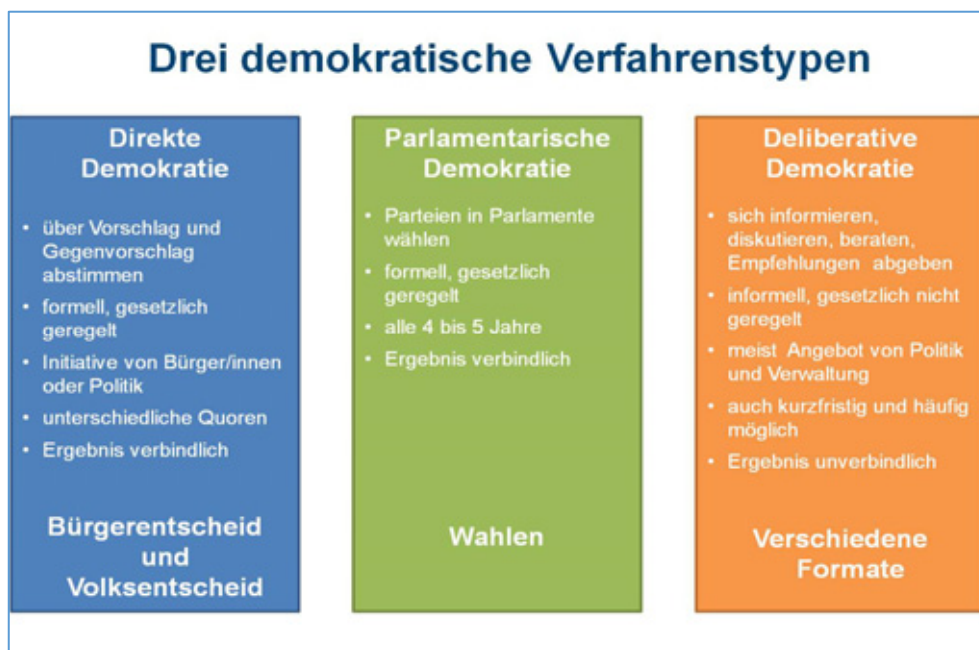 Drei demokratische Verfahrenstypen
Direkte
Demokratie
• über Vorschlag und
Gegenvorschlag
abstimmen
• formell, gesetzlich
geregelt
• Initiative von Bürger/innen
oder Politik
• unterschiedliche Quoren
• Ergebnis verbindlich
Bürgerentscheid
und
Volksentscheid
Parlamentarische
Demokratie
• Parteien in Parlamente
wählen
• formell, gesetzlich
geregelt
• alle 4 bis 5 Jahre
• Ergebnis verbindlich
Wahlen
Deliberative
Demokratie
• sich informieren,
diskutieren, beraten,
Empfehlungen abgeben
• informell, gesetzlich nicht
geregelt
• meist Angebot von Politik
und Verwaltung
• auch kurzfristig und häufig
möglich
• Ergebnis unverbindlich
Verschiedene
Formate